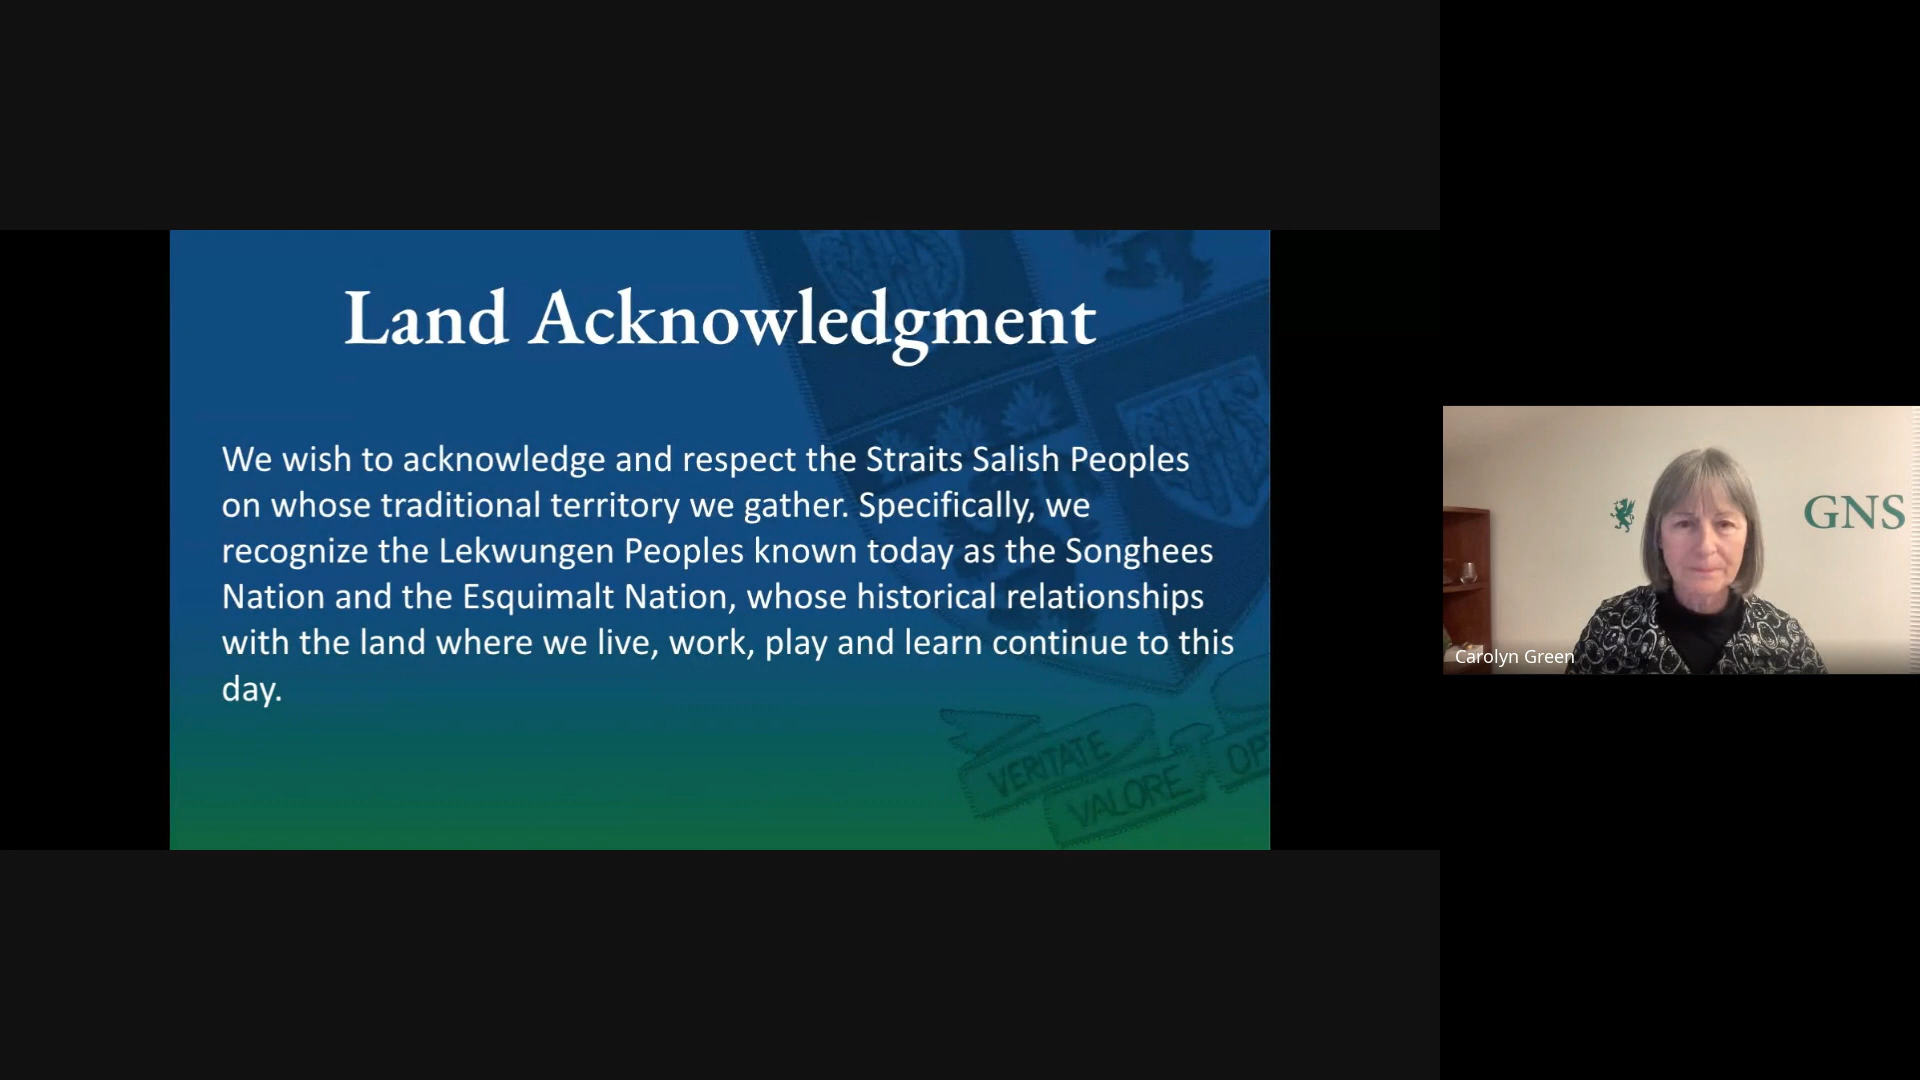 Land Acknowledgment
We wish to acknowledge and respect the Straits Salish Peoples
on whose traditional territory we gather. Specifically, we
recognize the Lekwungen Peoples known today as the Songhees
Nation and the Esquimalt Nation, whose historical relationships
with the land where we live, work, play and learn continue to this
day.
VERITATE
VALORE
GNS
Carolyn Green